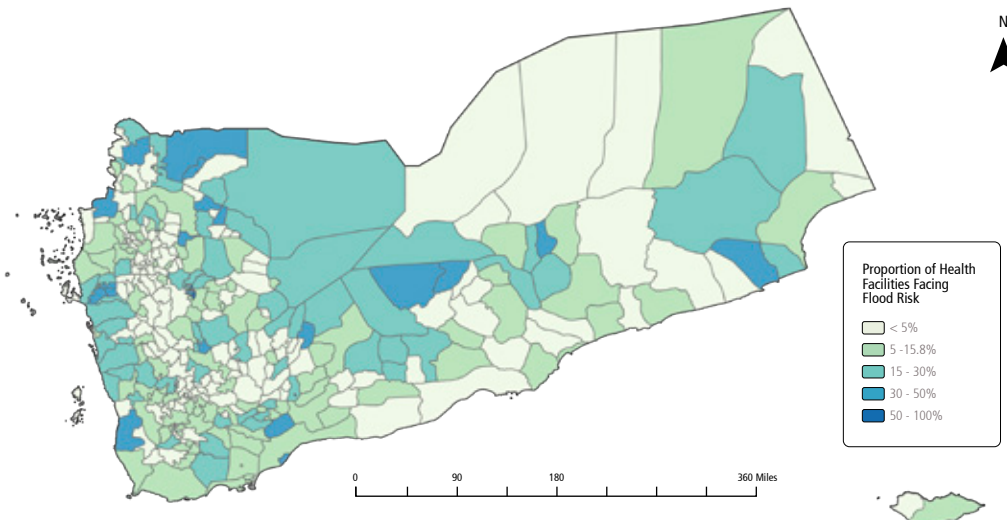 N
Proportion of Health
Facilities Facing
Flood Risk
< 5%
5 -15.8%
15 - 30%
30 - 50%
50 - 100%
0 90 180 360 Miles